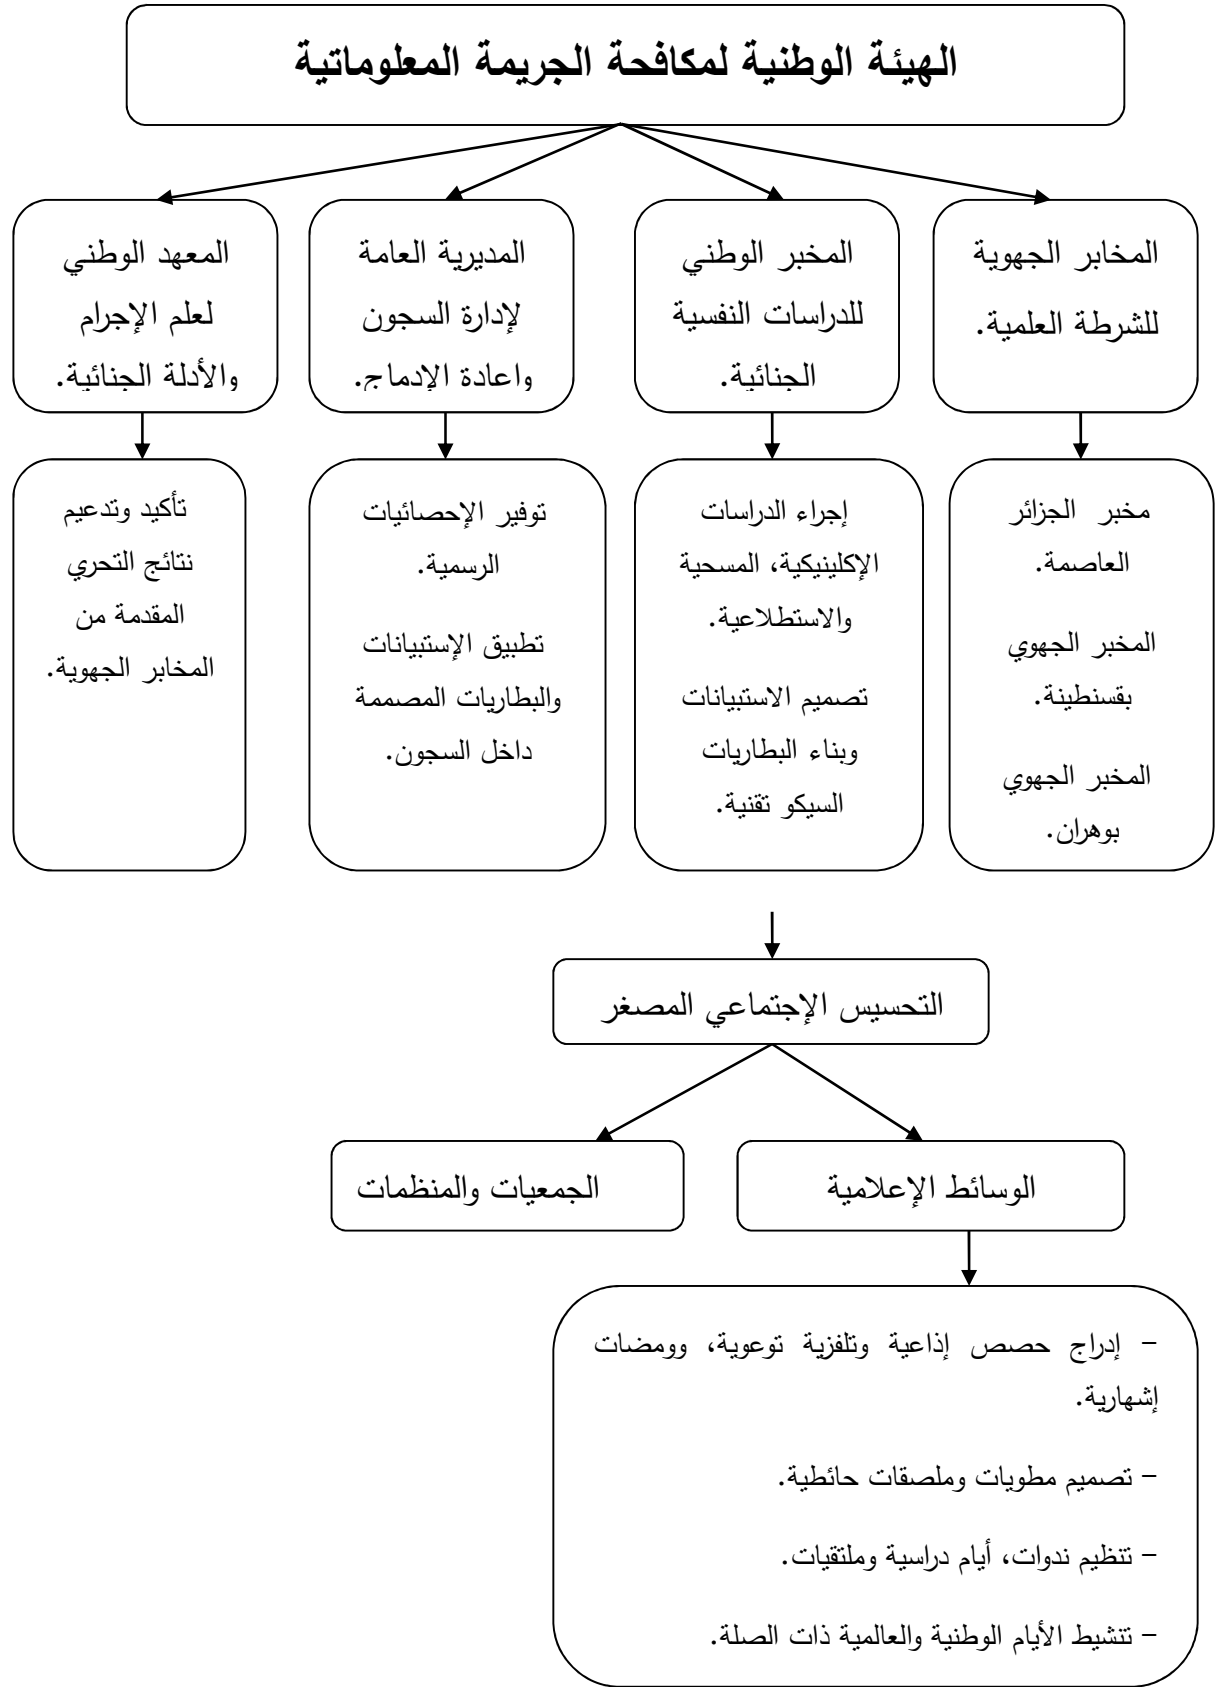 الهيئة الوطنية لمكافحة الجريمة المعلوماتية
المخابر الجهوية
للشرطة العلمية.
المخبر الوطني
للدراسات النفسية
الجنائية.
المديرية العامة
لإدارة السجون
واعادة الإدماج.
المعهد الوطني
لعلم الإجرام
والأدلة الجنائية.
مخبر الجزائر
العاصمة.
المخبر الجهوي
بقسنطينة.
المخبر الجهوي
بوهران.
إجراء الدراسات
الإكلينيكية، المسحية
والاستطلاعية.
تصميم الاستبيانات
وبناء البطاريات
السيكو تقنية.
توفير الإحصائيات
الرسمية.
تطبيق الإستبيانات
والبطاريات المصممة
داخل السجون.
تأكيد وتدعيم
نتائج التحري
المقدمة من
المخابر الجهوية.
التحسيس الإجتماعي المصغر
الوسائط الإعلامية
الجمعيات والمنظمات
– إدراج حصص إذاعية وتلفزية توعوية، وومضات
إشهارية.
– تصميم مطويات وملصقات حائطية.
– تنظيم ندوات، أيام دراسية وملتقيات.
– تنشيط الأيام الوطنية والعالمية ذات الصلة.